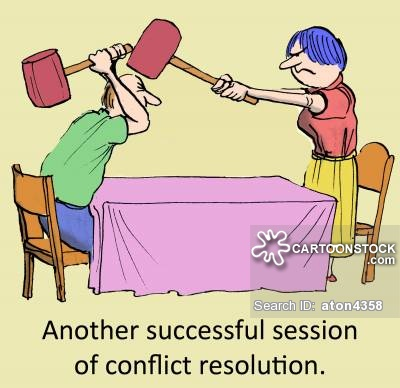 CARTOONSTOCK
.com
Search ID: aton4358
Another successful session
of conflict resolution.